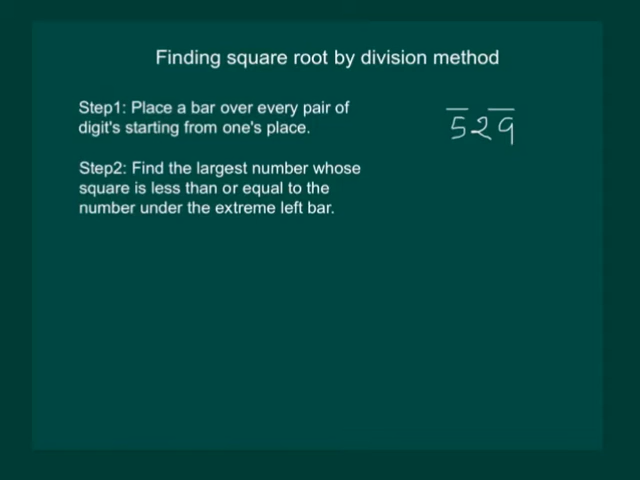 Finding square root by division method
Step1: Place a bar over every pair of
digit's starting from one's place.
529
Step2: Find the largest number whose
square is less than or equal to the
number under the extreme left bar.